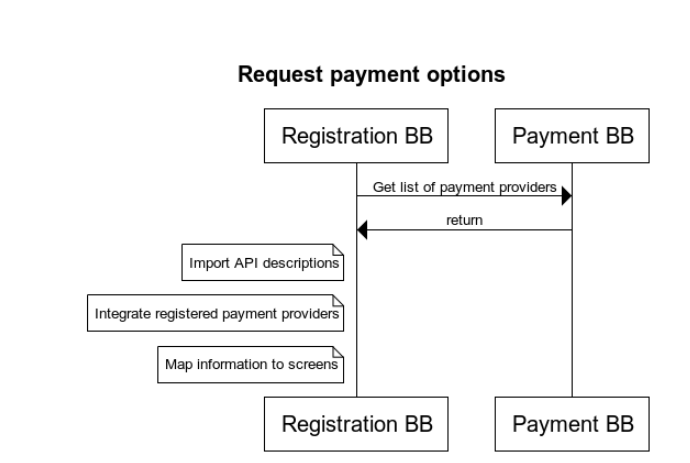 Request payment options
Registration BB
Payment BB
Get list of payment providers
return
Import API descriptions
Integrate registered payment providers
Map information to screens
Registration BB
Payment BB